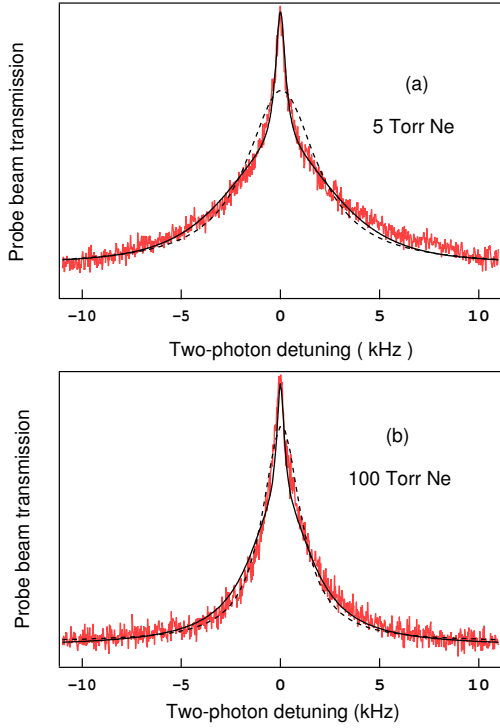 (a)
5 Torr Ne
Probe beam transmission
−10 −5 0 5 10
Two-photon detuning ( kHz )
(b)
100 Torr Ne
Probe beam transmission
−10 −5 0 5 10
Two-photon detuning (kHz)